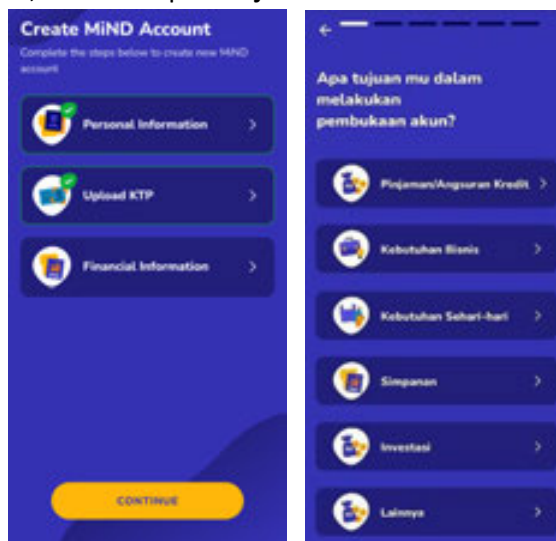 Create MiND Account
Complete the steps below to create new MiND
account
Personal Information
Upload KTP
Financial Information
CONTINUE
Apa tujuan mu dalam
melakukan
pembukaan akun?
Pinjaman/Angsuran Kredit
Kebutuhan Bisnis
Kebutuhan Sehari-hari
Simpanan
Investasi
Lainnya